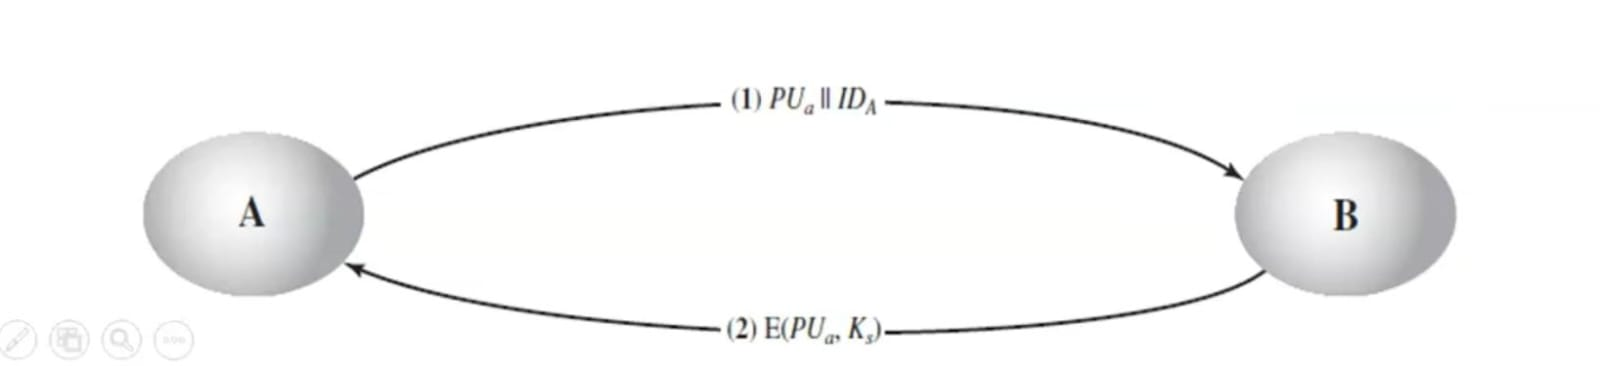 (1) PUa || IDA
A
B
(2) E(PUa, Ks)